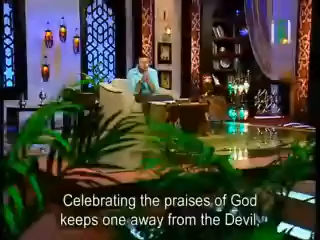 Celebrating the praises of God
keeps one away from the Devil,